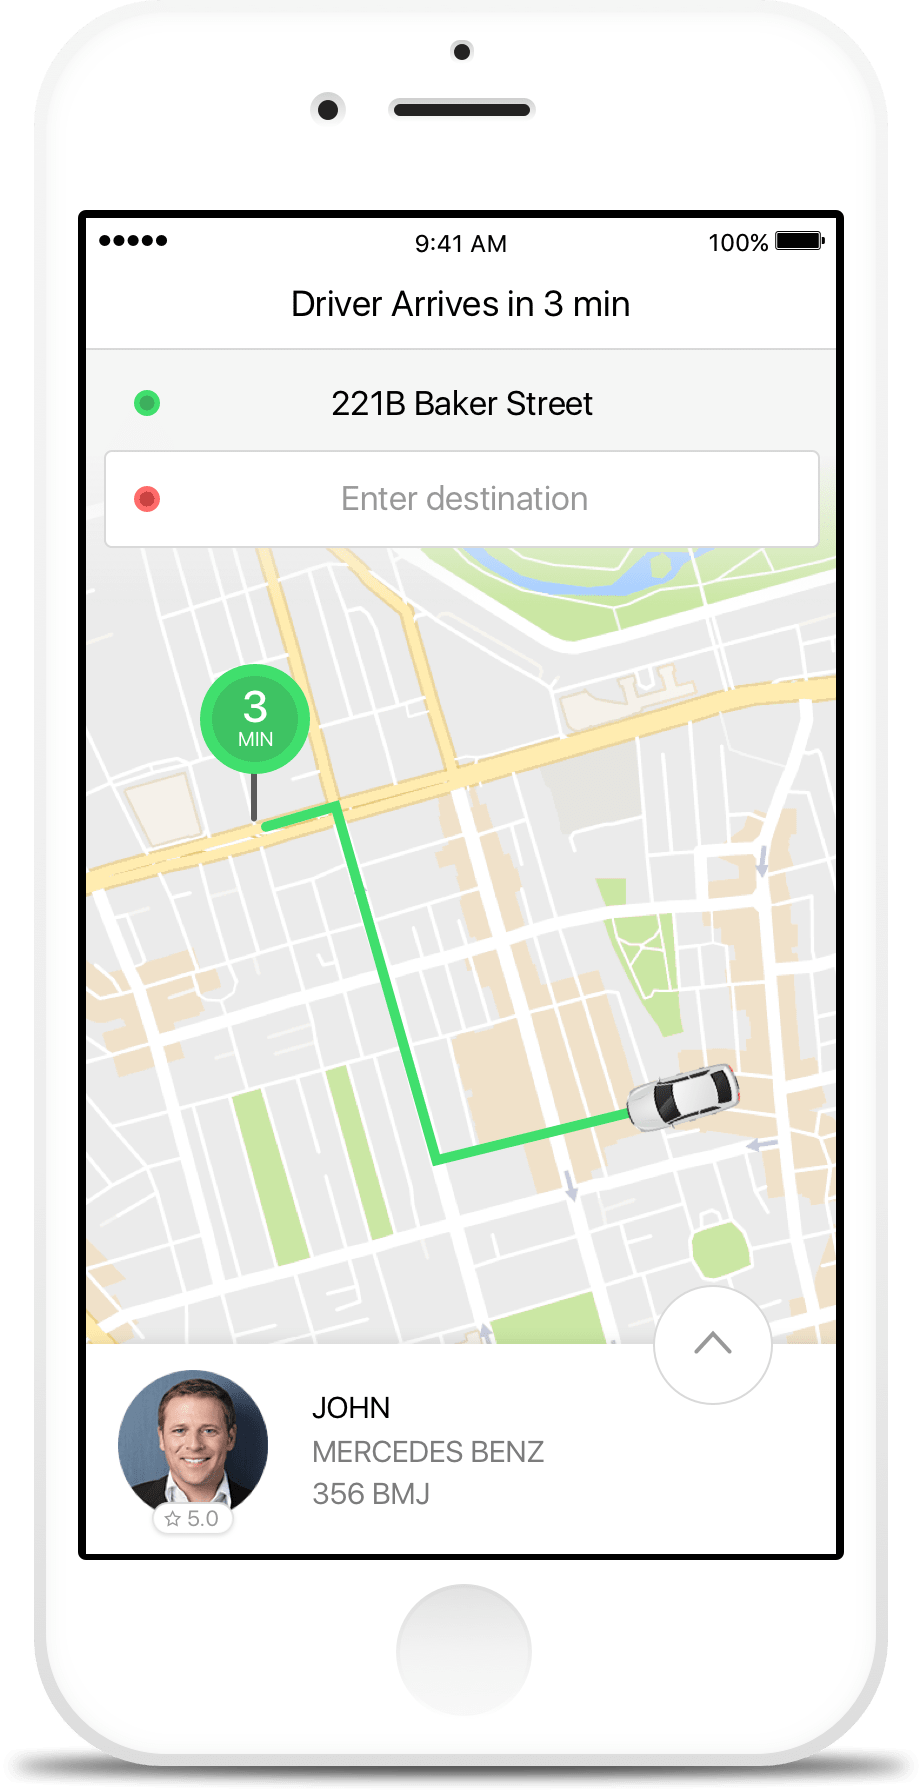 9:41 AM
100%
Driver Arrives in 3 min
221B Baker Street
Enter destination
3
MIN
JOHN
MERCEDES BENZ
356 BMJ
5.0